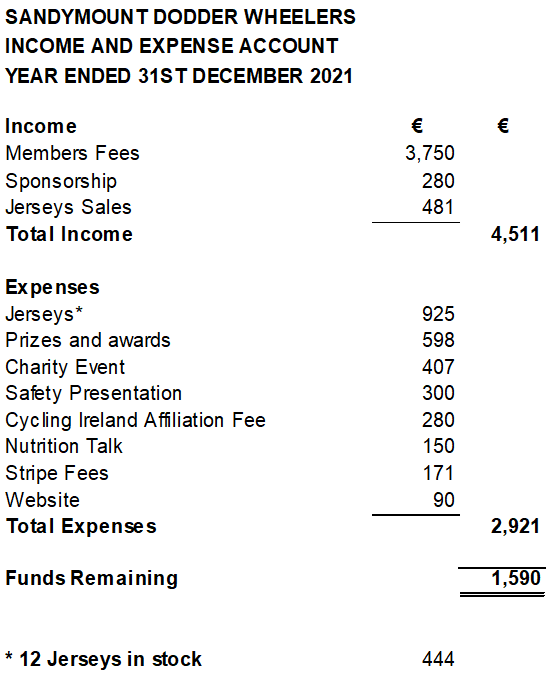 SANDYMOUNT DODDER WHEELERS
INCOME AND EXPENSE ACCOUNT
YEAR ENDED 31ST DECEMBER 2021
Income € €
Members Fees 3,750
Sponsorship 280
Jerseys Sales 481
Total Income 4,511
Expenses
Jerseys* 925
Prizes and awards 598
Charity Event 407
Safety Presentation 300
Cycling Ireland Affiliation Fee 280
Nutrition Talk 150
Stripe Fees 171
Website 90
Total Expenses 2,921
Funds Remaining 1,590
* 12 Jerseys in stock 444